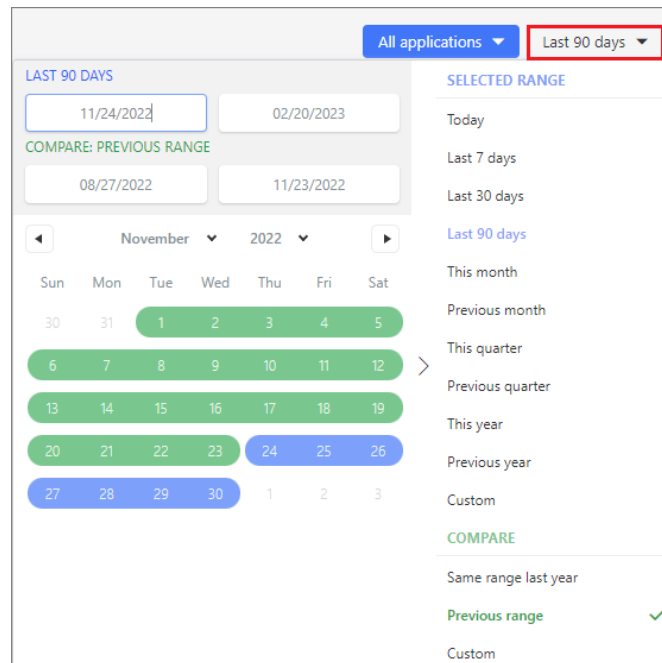 All applications
Last 90 days
LAST 90 DAYS
11/24/2022 02/20/2023
COMPARE: PREVIOUS RANGE
08/27/2022 11/23/2022
November 2022
Sun Mon Tue Wed Thu Fri Sat
30 31 1 2 3 4 5
6 7 8 9 10 11 12
13 14 15 16 17 18 19
20 21 22 23 24 25 26
27 28 29 30 1 2 3
SELECTED RANGE
Today
Last 7 days
Last 30 days
Last 90 days
This month
Previous month
This quarter
Previous quarter
This year
Previous year
Custom
COMPARE
Same range last year
Previous range
Custom